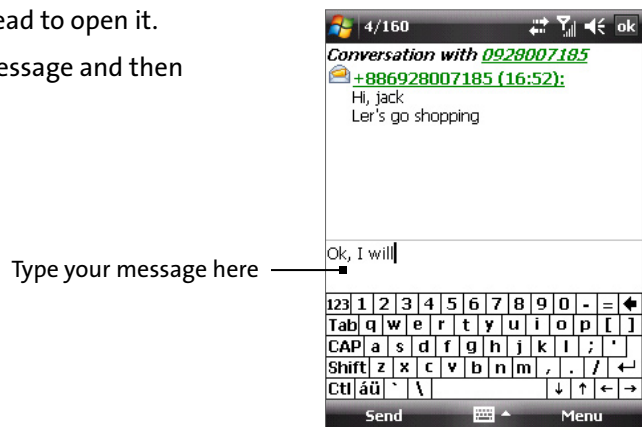 ead to open it.
essage and then
4/160 ok
Conversation with 0928007185
+886928007185 (16:52):
Hi, jack
Ler's go shopping
Ok, I will
Type your message here
123 1 2 3 4 5 6 7 8 9 0 - =
Tab q w e r t y u i o p [ ]
CAP a s d f g h j k l ; '
Shift z x c v b n m , . /
Ctl áü ` \
Send Menu